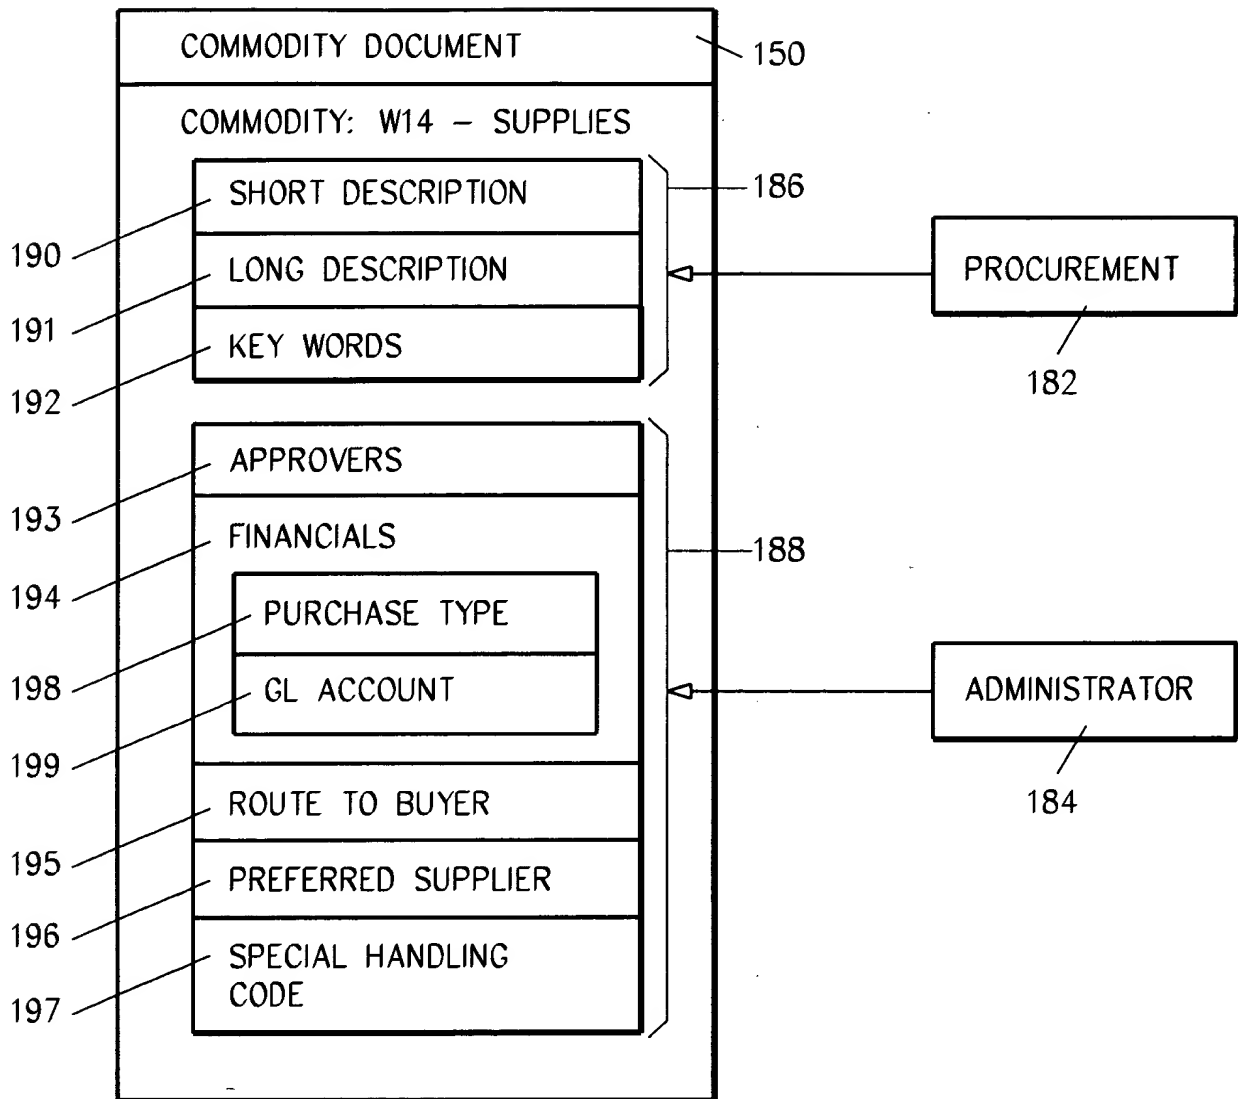 COMMODITY DOCUMENT
150
COMMODITY: W14 – SUPPLIES
SHORT DESCRIPTION
186
190
LONG DESCRIPTION
PROCUREMENT
191
KEY WORDS
182
192
APPROVERS
193
FINANCIALS
188
194
PURCHASE TYPE
198
GL ACCOUNT
ADMINISTRATOR
199
ROUTE TO BUYER
184
195
PREFERRED SUPPLIER
196
SPECIAL HANDLING
CODE
197